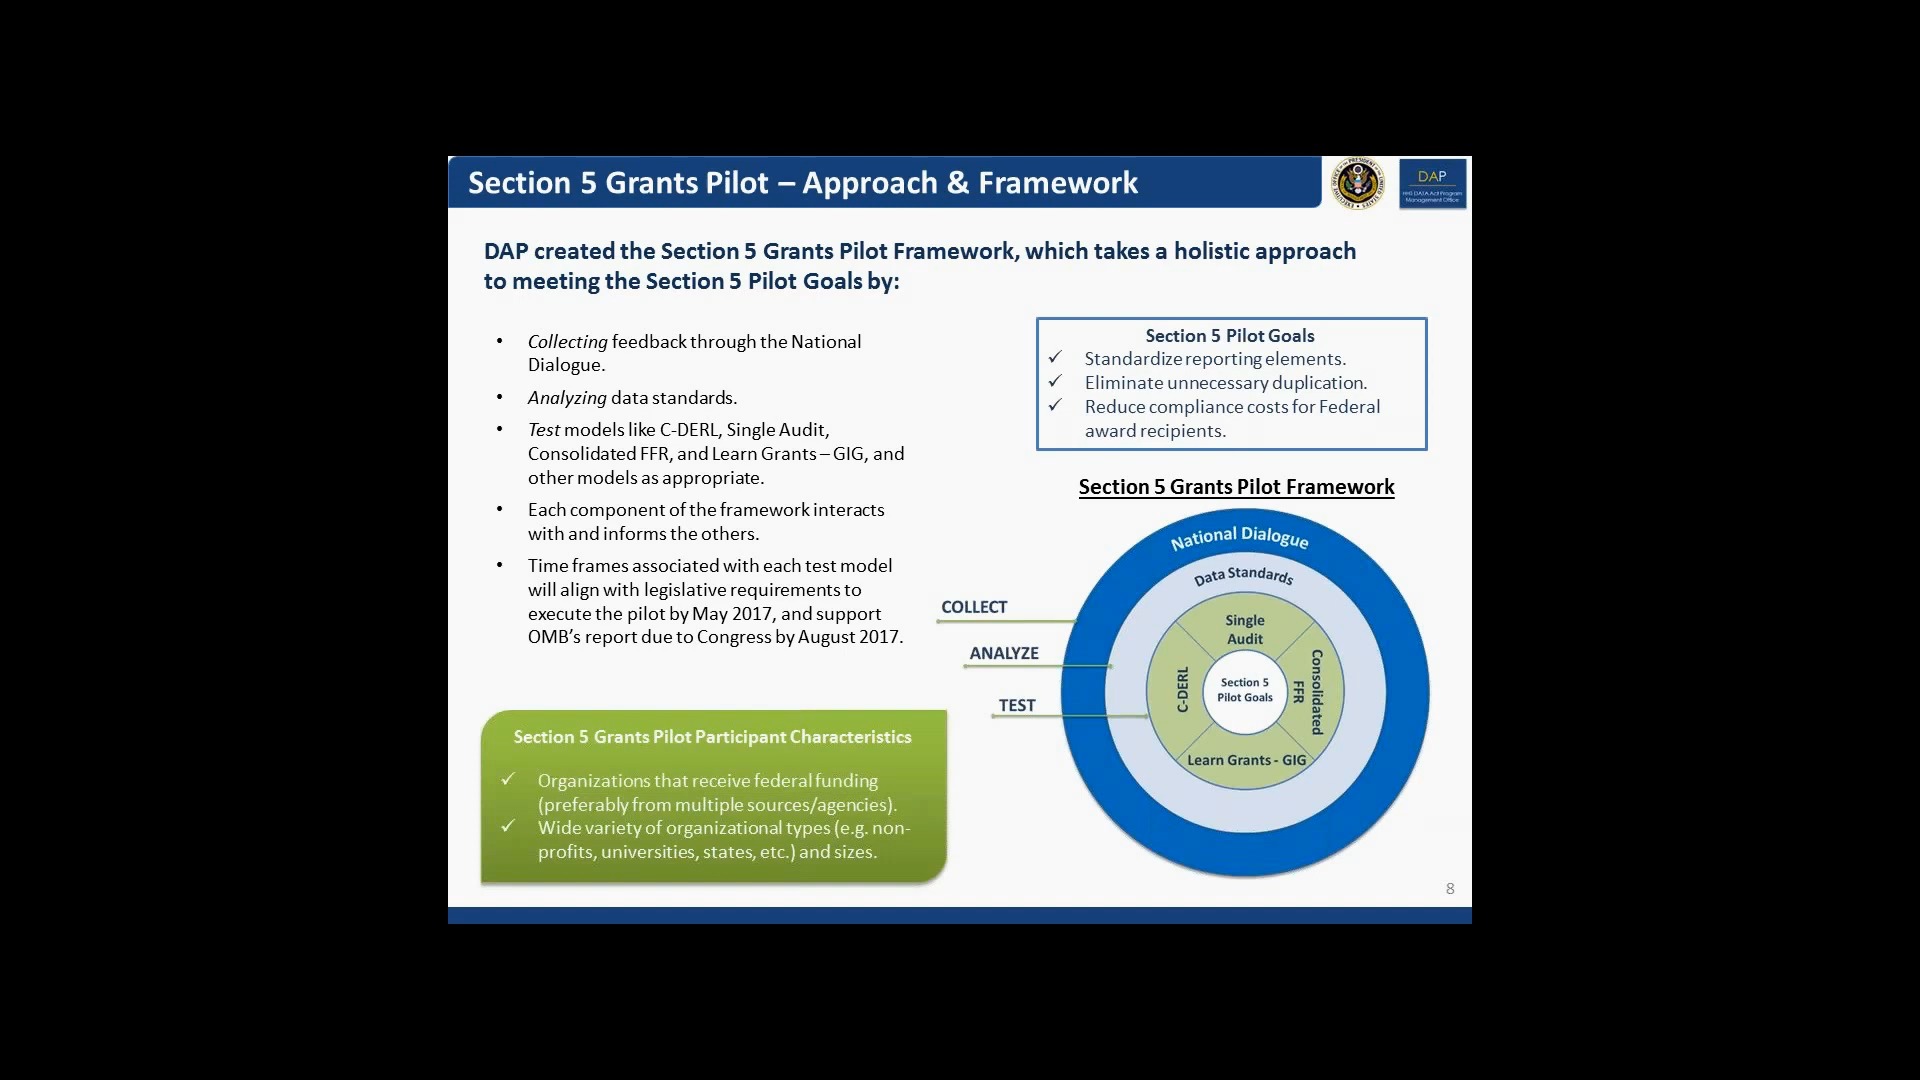 Section 5 Grants Pilot – Approach & Framework
DAP
HHS DATA Act Program
Management Office
DAP created the Section 5 Grants Pilot Framework, which takes a holistic approach
to meeting the Section 5 Pilot Goals by:
• Collecting feedback through the National
Dialogue.
• Analyzing data standards.
• Test models like C-DERL, Single Audit,
Consolidated FFR, and Learn Grants – GIG, and
other models as appropriate.
• Each component of the framework interacts
with and informs the others.
• Time frames associated with each test model
will align with legislative requirements to
execute the pilot by May 2017, and support
OMB’s report due to Congress by August 2017.
Section 5 Grants Pilot Participant Characteristics
✓ Organizations that receive federal funding
(preferably from multiple sources/agencies).
✓ Wide variety of organizational types (e.g. non-
profits, universities, states, etc.) and sizes.
Section 5 Pilot Goals
✓ Standardize reporting elements.
✓ Eliminate unnecessary duplication.
✓ Reduce compliance costs for Federal
award recipients.
Section 5 Grants Pilot Framework
COLLECT
ANALYZE
TEST
National Dialogue
Data Standards
Single
Audit
Consolidated
FFR
Learn Grants - GIG
C-DERL
Section 5
Pilot Goals
8